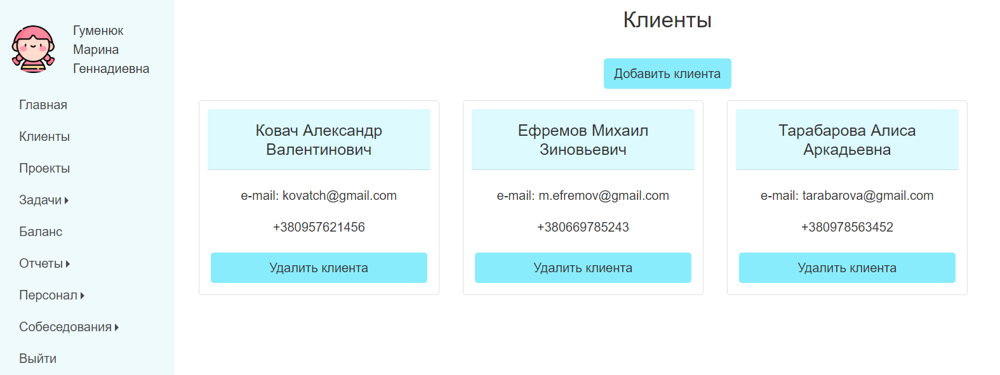 Гуменюк
Марина
Геннадиевна
Главная
Клиенты
Проекты
Задачи
Баланс
Отчеты
Персонал
Собеседования
Выйти
Клиенты
Добавить клиента
Ковач Александр
Валентинович
e-mail: kovatch@gmail.com
+380957621456
Удалить клиента
Ефремов Михаил
Зиновьевич
e-mail: m.efremov@gmail.com
+380669785243
Удалить клиента
Тарабарова Алиса
Аркадьевна
e-mail: tarabarova@gmail.com
+380978563452
Удалить клиента